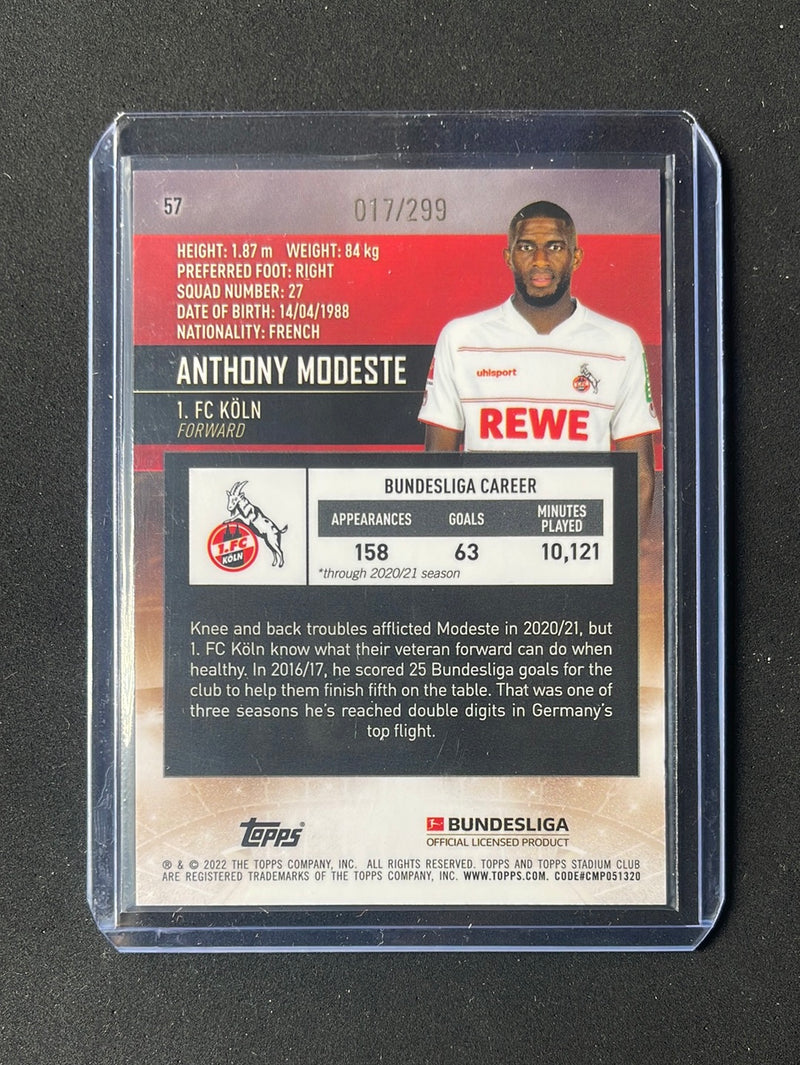 57
017/299
HEIGHT: 1.87 m WEIGHT: 84 kg
PREFERRED FOOT: RIGHT
SQUAD NUMBER: 27
DATE OF BIRTH: 14/04/1988
NATIONALITY: FRENCH
ANTHONY MODESTE
1. FC KÖLN
FORWARD
uhlsport
REWE
1.FC
KÖLN
BUNDESLIGA CAREER
APPEARANCES GOALS MINUTES PLAYED
158 63 10,121
*through 2020/21 season
Knee and back troubles afflicted Modeste in 2020/21, but
1. FC Köln know what their veteran forward can do when
healthy. In 2016/17, he scored 25 Bundesliga goals for the
club to help them finish fifth on the table. That was one of
three seasons he's reached double digits in Germany's
top flight.
Topps
BUNDESLIGA
OFFICIAL LICENSED PRODUCT
® & © 2022 THE TOPPS COMPANY, INC. ALL RIGHTS RESERVED. TOPPS AND TOPPS STADIUM CLUB
ARE REGISTERED TRADEMARKS OF THE TOPPS COMPANY, INC. WWW.TOPPS.COM. CODE#CMP051320